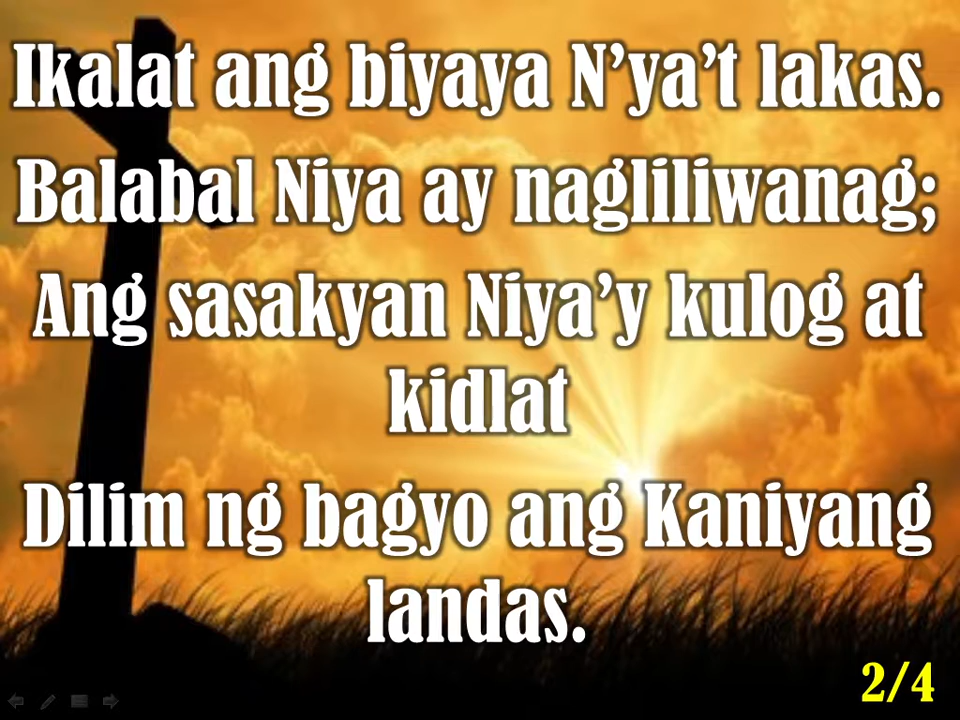 Ikalat ang biyaya N’ya’t lakas.
Balabal Niya ay nagliliwanag;
Ang sasakyan Niya’y kulog at
kidlat
Dilim ng bagyo ang Kaniyang
landas.
2/4